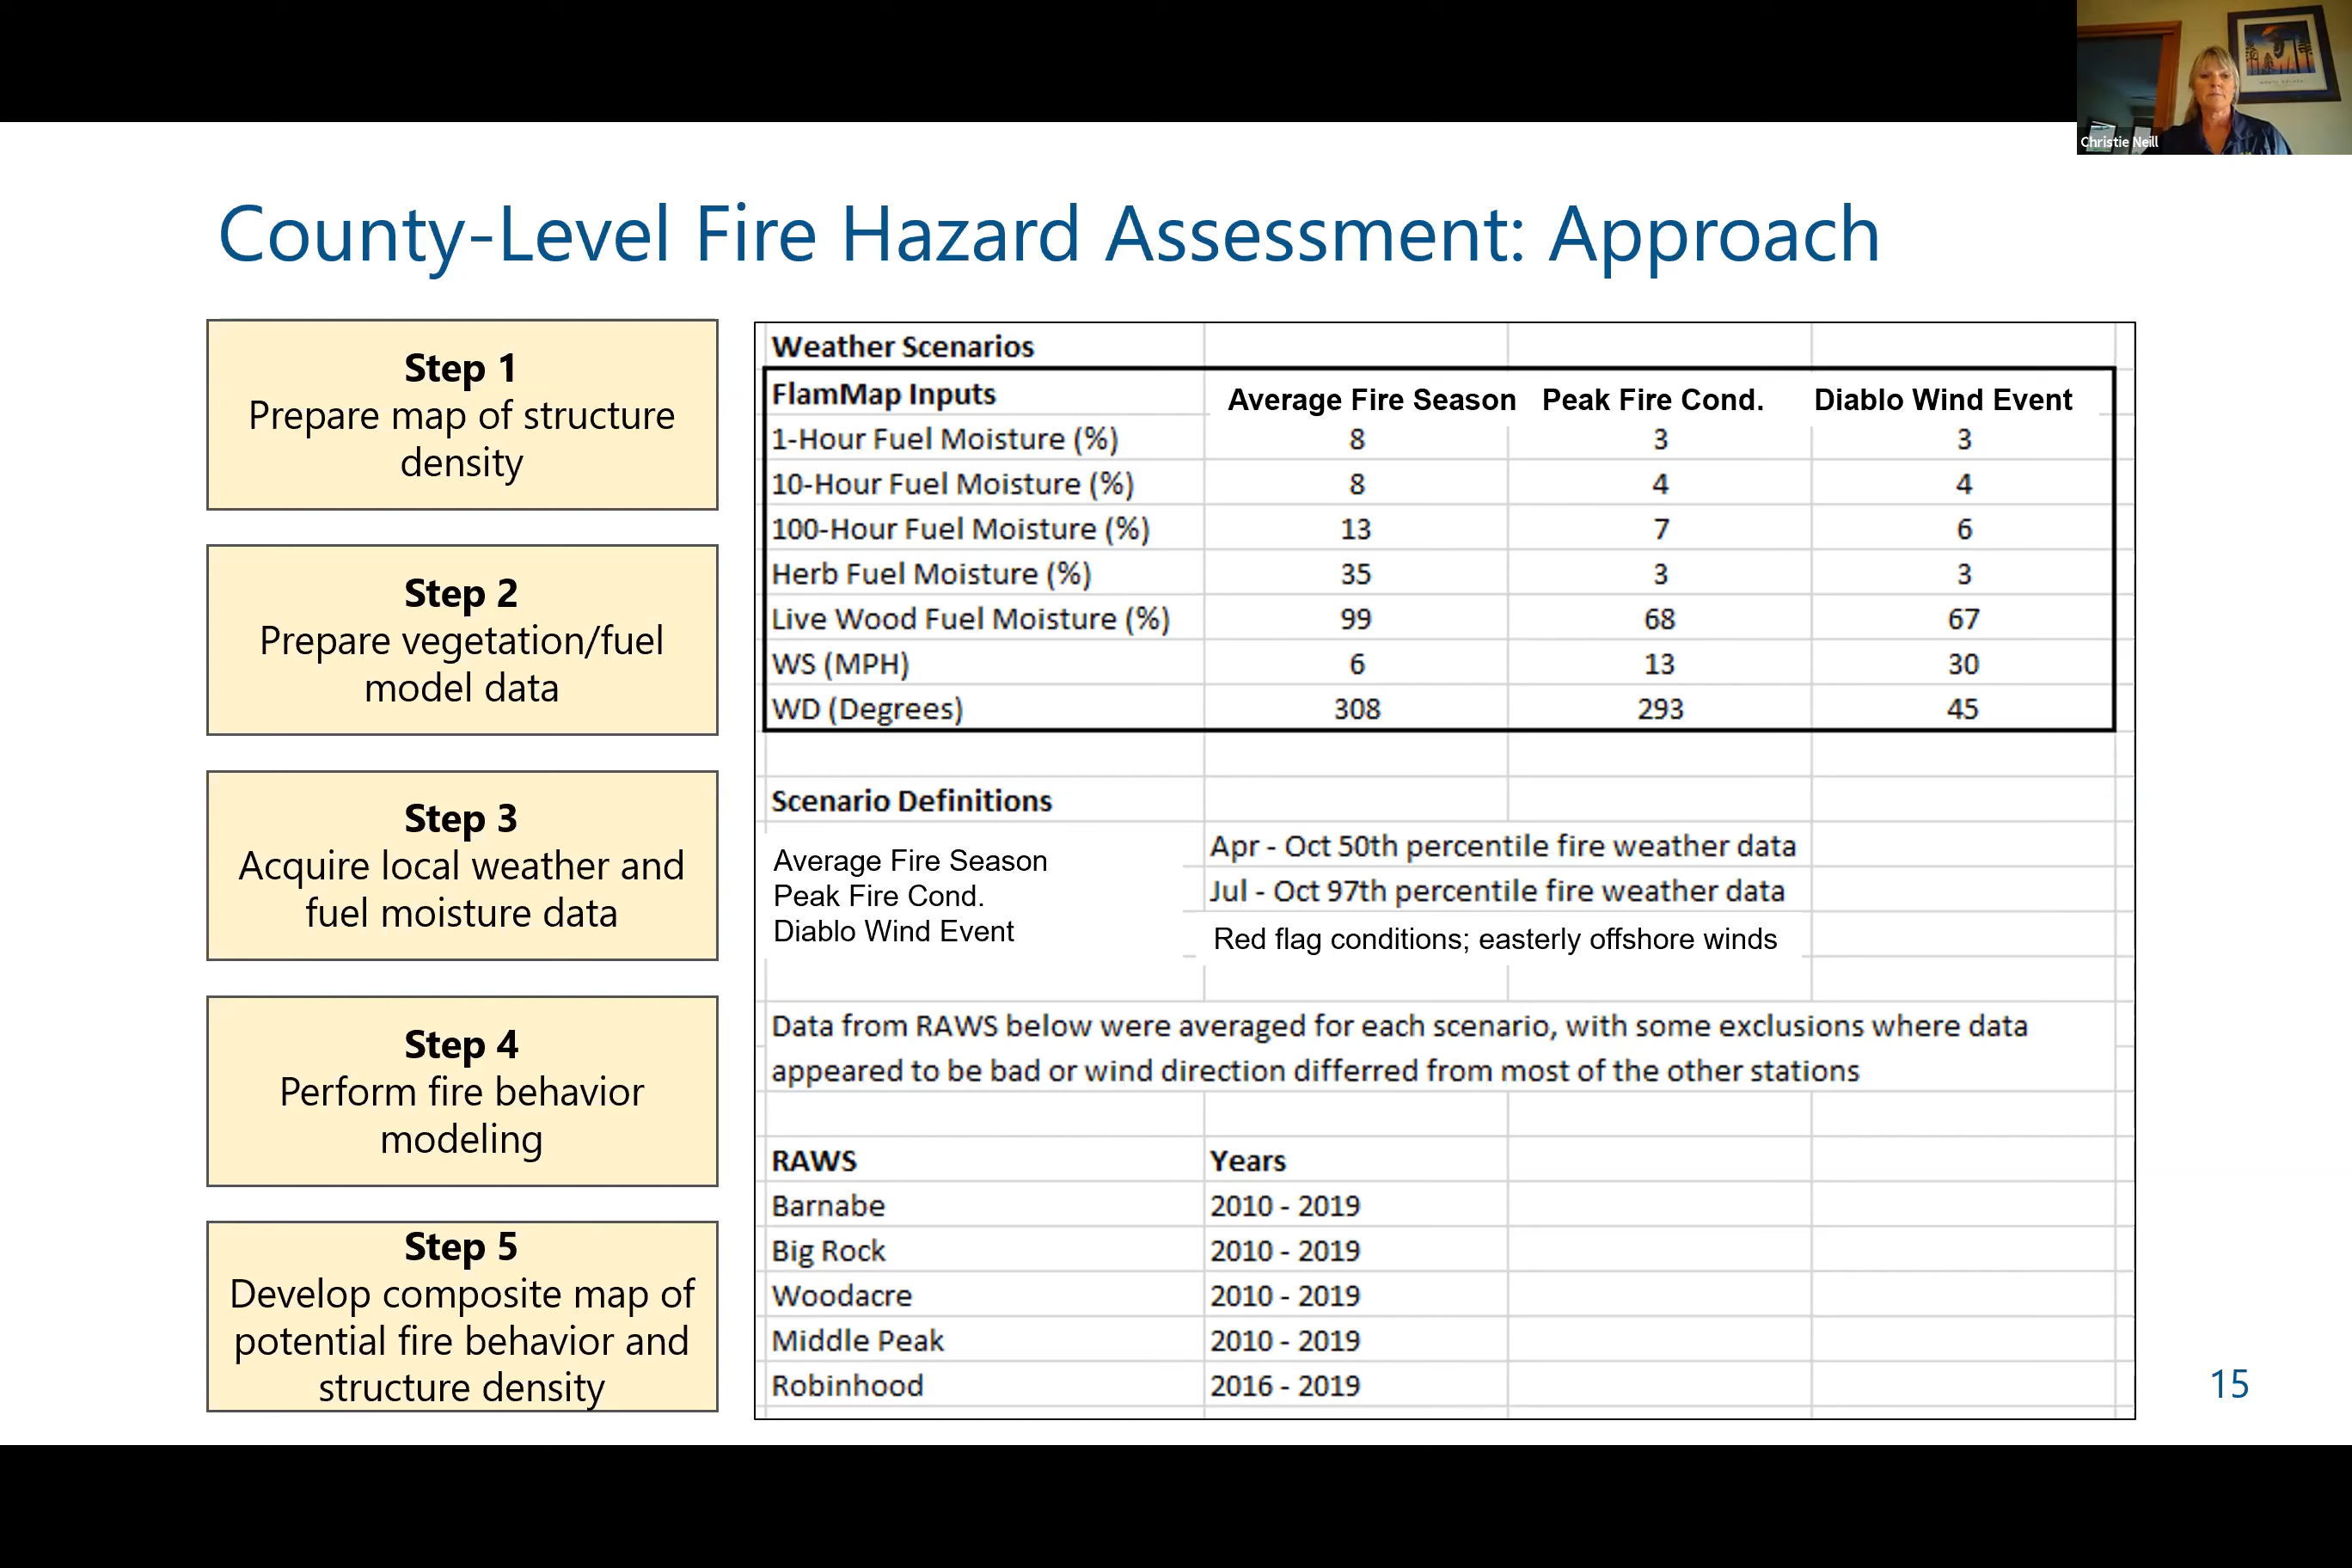 Christie Neill
County-Level Fire Hazard Assessment: Approach
Step 1
Prepare map of structure
density
Step 2
Prepare vegetation/fuel
model data
Step 3
Acquire local weather and
fuel moisture data
Step 4
Perform fire behavior
modeling
Step 5
Develop composite map of
potential fire behavior and
structure density
Weather Scenarios
FlamMap Inputs Average Fire Season Peak Fire Cond. Diablo Wind Event
1-Hour Fuel Moisture (%) 8 3 3
10-Hour Fuel Moisture (%) 8 4 4
100-Hour Fuel Moisture (%) 13 7 6
Herb Fuel Moisture (%) 35 3 3
Live Wood Fuel Moisture (%) 99 68 67
WS (MPH) 6 13 30
WD (Degrees) 308 293 45
Scenario Definitions
Average Fire Season Apr - Oct 50th percentile fire weather data
Peak Fire Cond. Jul - Oct 97th percentile fire weather data
Diablo Wind Event Red flag conditions; easterly offshore winds
Data from RAWS below were averaged for each scenario, with some exclusions where data
appeared to be bad or wind direction differred from most of the other stations
RAWS Years
Barnabe 2010 - 2019
Big Rock 2010 - 2019
Woodacre 2010 - 2019
Middle Peak 2010 - 2019
Robinhood 2016 - 2019
15